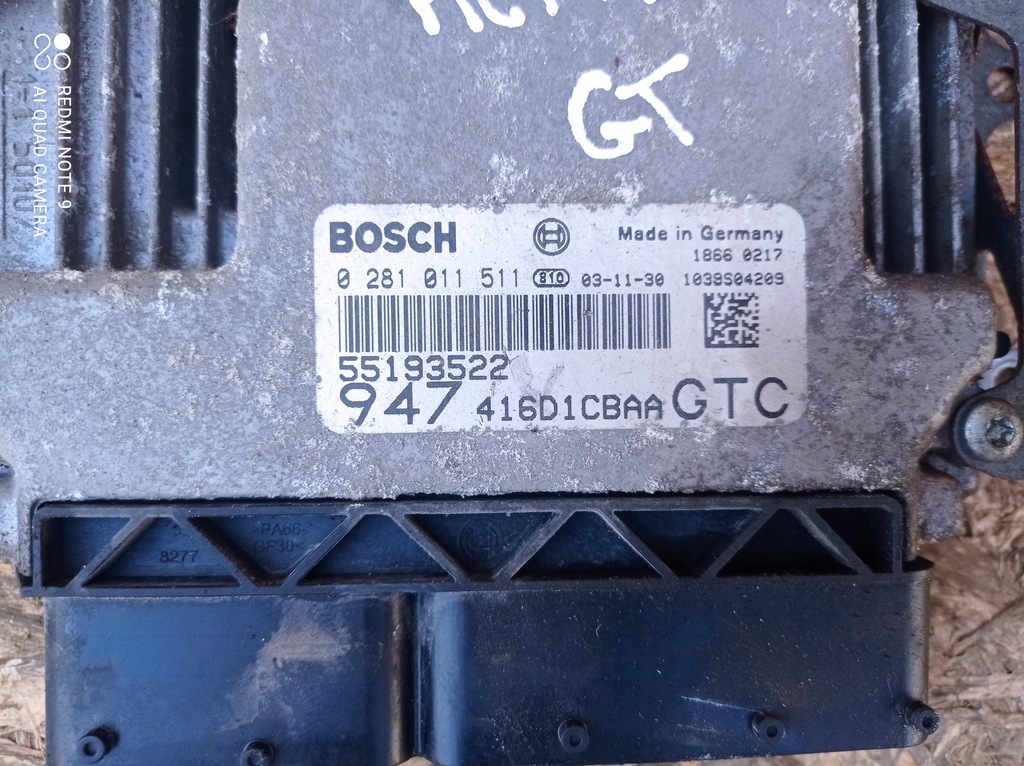 GT
REDMI NOTE 9
AI QUAD CAMERA
BOSCH
Made in Germany
1866 0217
0 281 011 511 810 03-11-30 1039S04209
55193522
947 416D1CBAA GTC
>PA66-
GF30<
8277